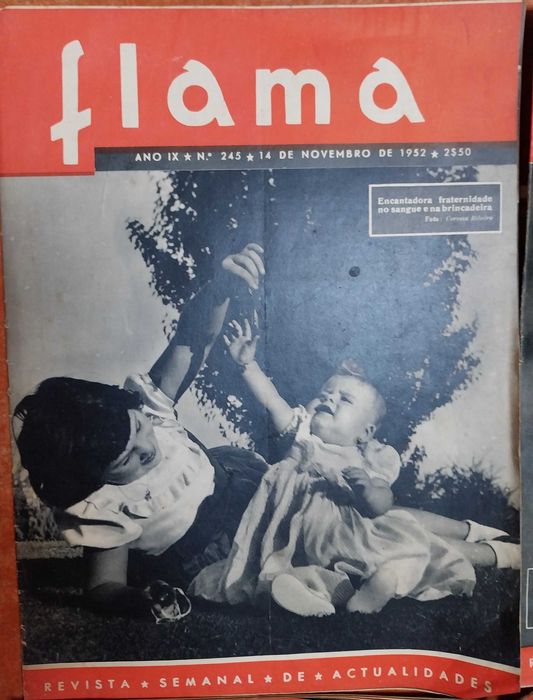 flama
ANO IX ★ N.º 245 ★ 14 DE NOVEMBRO DE 1952 ★ 2$50
Encantadora fraternidade
no sangue e na brincadeira
Foto: Correia Ribeiro
REVISTA ★ SEMANAL ★ DE ★ ACTUALIDADES